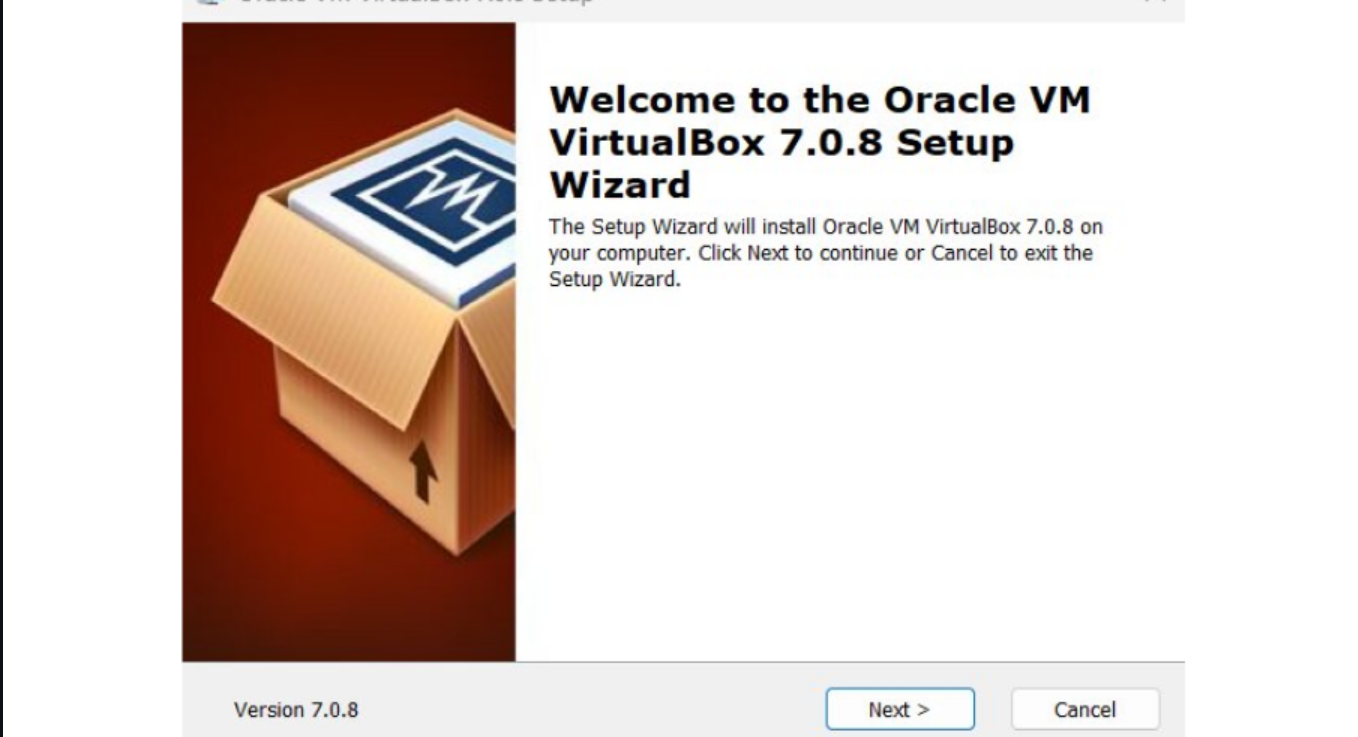 Welcome to the Oracle VM
VirtualBox 7.0.8 Setup
Wizard
The Setup Wizard will install Oracle VM VirtualBox 7.0.8 on
your computer. Click Next to continue or Cancel to exit the
Setup Wizard.
Version 7.0.8
Next >
Cancel